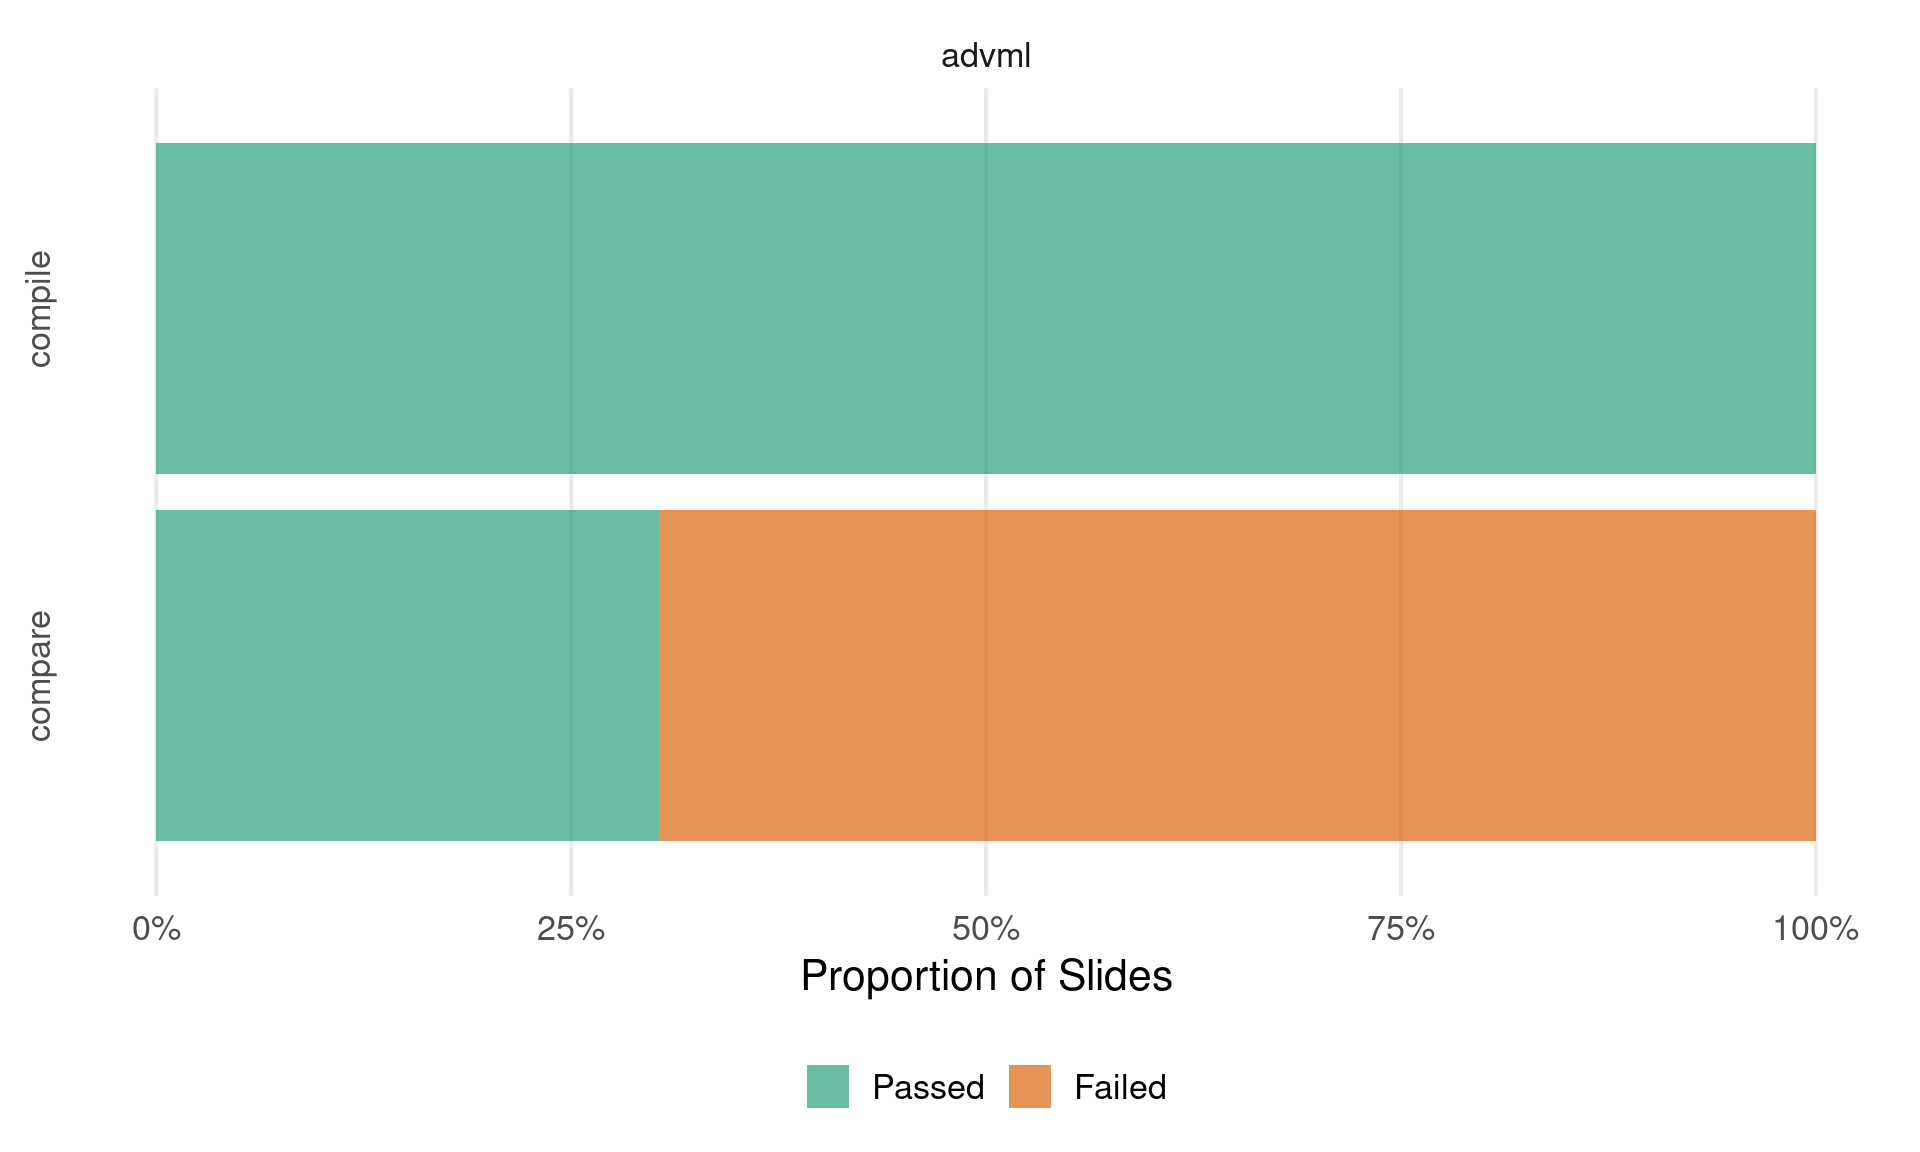 advml
compile
compare
0% 25% 50% 75% 100%
Proportion of Slides
Passed Failed